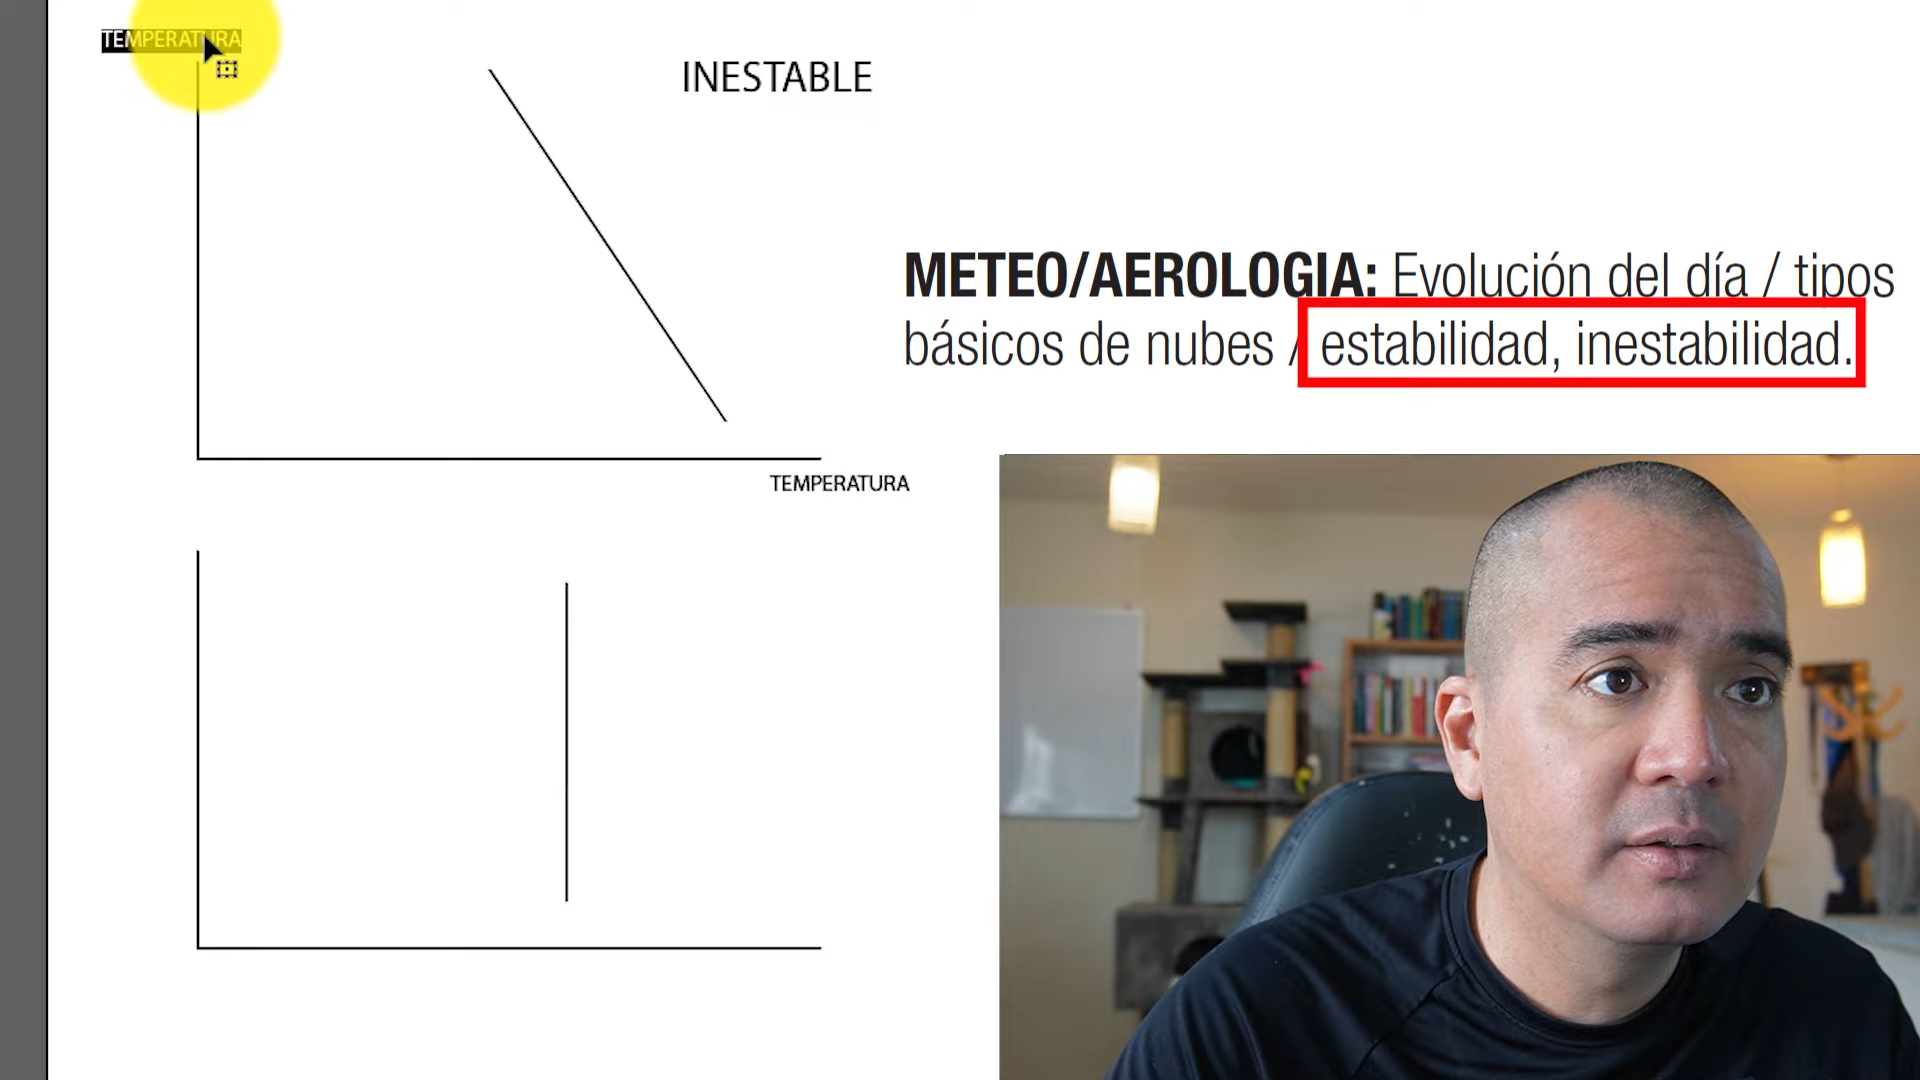 TEMPERATURA
INESTABLE
METEO/AEROLOGIA: Evolución del día / tipos
básicos de nubes / estabilidad, inestabilidad.
TEMPERATURA